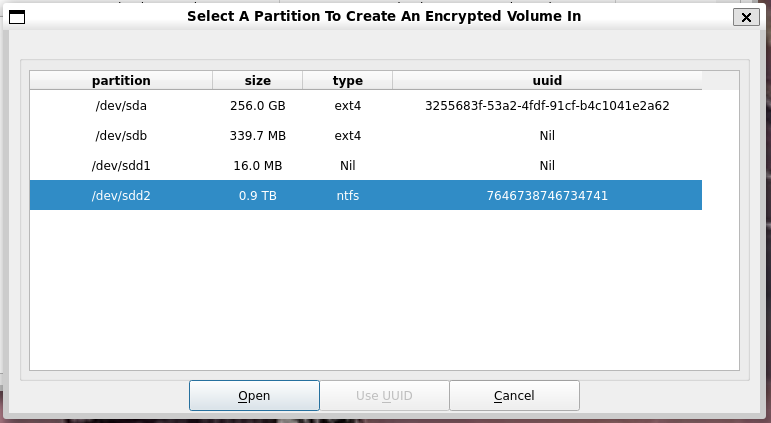 Select A Partition To Create An Encrypted Volume In
partition size type uuid
/dev/sda 256.0 GB ext4 3255683f-53a2-4fdf-91cf-b4c1041e2a62
/dev/sdb 339.7 MB ext4 Nil
/dev/sdd1 16.0 MB Nil Nil
/dev/sdd2 0.9 TB ntfs 7646738746734741
Open Use UUID Cancel